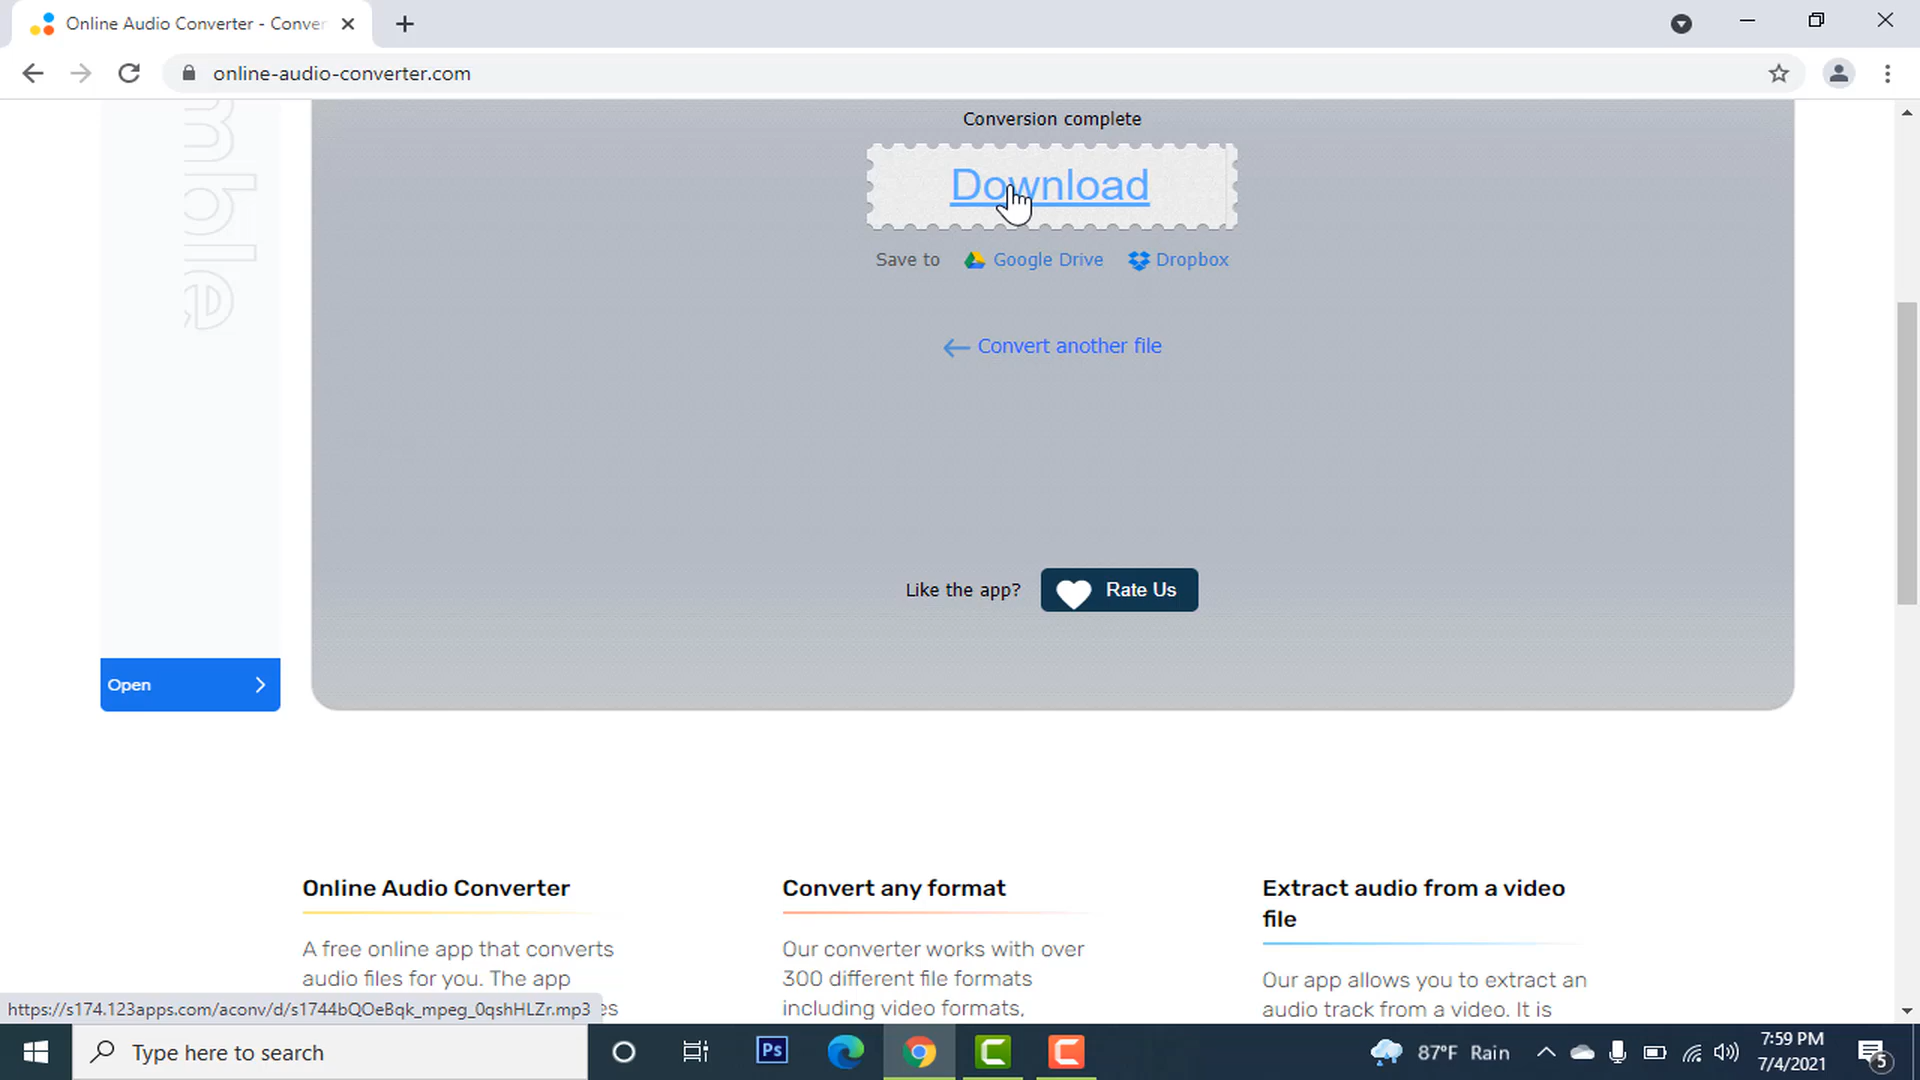 Online Audio Converter - Conver
online-audio-converter.com
mble
Conversion complete
Download
Save to Google Drive Dropbox
Convert another file
Like the app? Rate Us
Open
Online Audio Converter
A free online app that converts
audio files for you. The app
es
Convert any format
Our converter works with over
300 different file formats
including video formats,
Extract audio from a video
file
Our app allows you to extract an
audio track from a video. It is
https://s174.123apps.com/aconv/d/s1744bQOeBqk_mpeg_0qshHLZr.mp3
Type here to search
Ps
87°F Rain
7:59 PM
7/4/2021
5